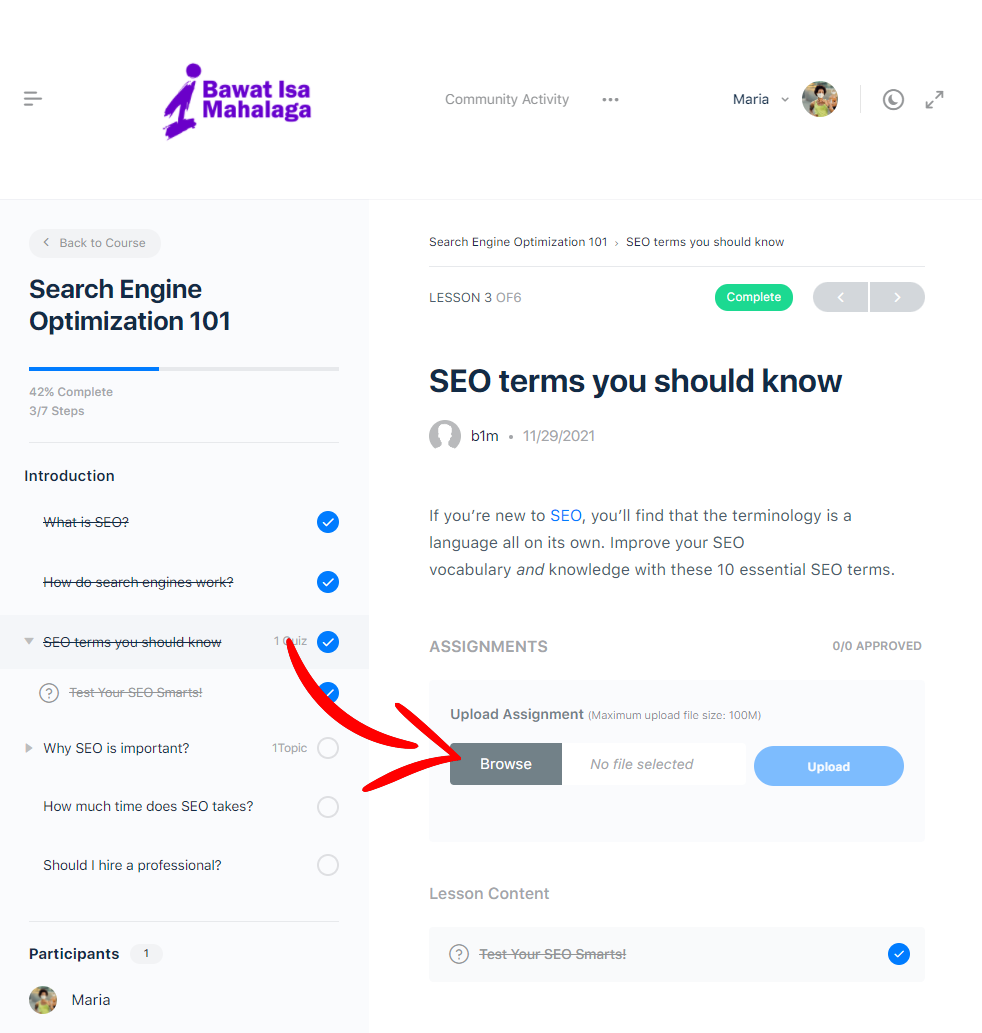 Bawat Isa
Mahalaga
Community Activity
Maria
Back to Course
Search Engine
Optimization 101
42% Complete
3/7 Steps
Introduction
What is SEO?
How do search engines work?
SEO terms you should know 1 Quiz
Test Your SEO Smarts!
Why SEO is important? 1Topic
How much time does SEO takes?
Should I hire a professional?
Participants 1
Maria
Search Engine Optimization 101 › SEO terms you should know
LESSON 3 OF6
Complete
SEO terms you should know
b1m • 11/29/2021
If you’re new to SEO, you’ll find that the terminology is a
language all on its own. Improve your SEO
vocabulary and knowledge with these 10 essential SEO terms.
ASSIGNMENTS 0/0 APPROVED
Upload Assignment (Maximum upload file size: 100M)
Browse No file selected Upload
Lesson Content
Test Your SEO Smarts!